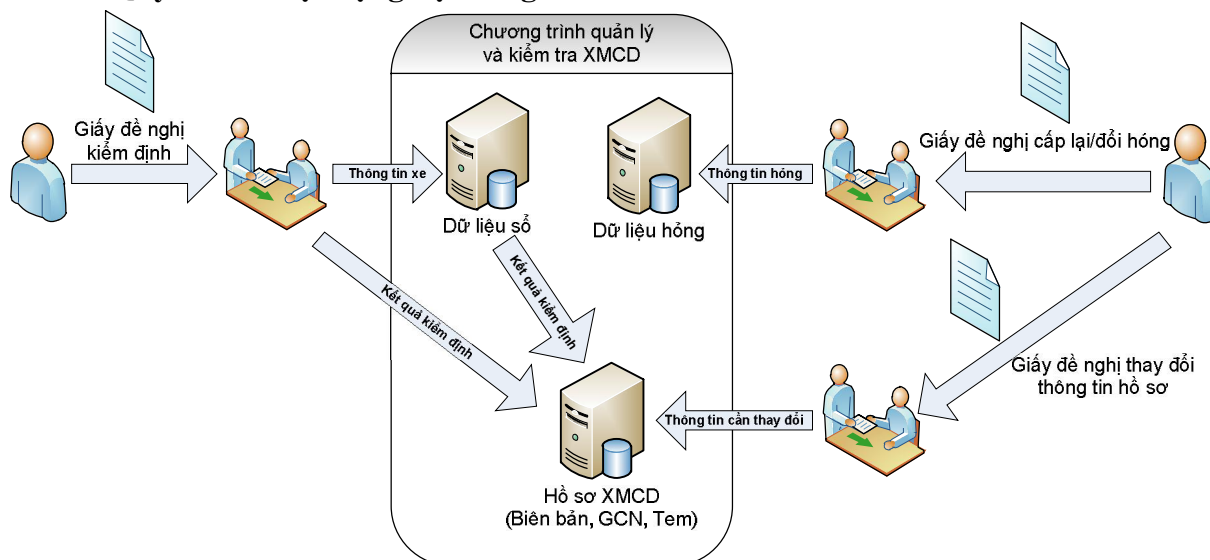 Chương trình quản lý
và kiểm tra XMCD
Giấy đề nghị
kiểm định
Thông tin xe
Dữ liệu sổ
Dữ liệu hỏng
Thông tin hỏng
Giấy đề nghị cấp lại/đổi hóng
Kết quả kiểm định
Kết quả kiểm định
Giấy đề nghị thay đổi
thông tin hồ sơ
Thông tin cần thay đổi
Hồ sơ XMCD
(Biên bản, GCN, Tem)